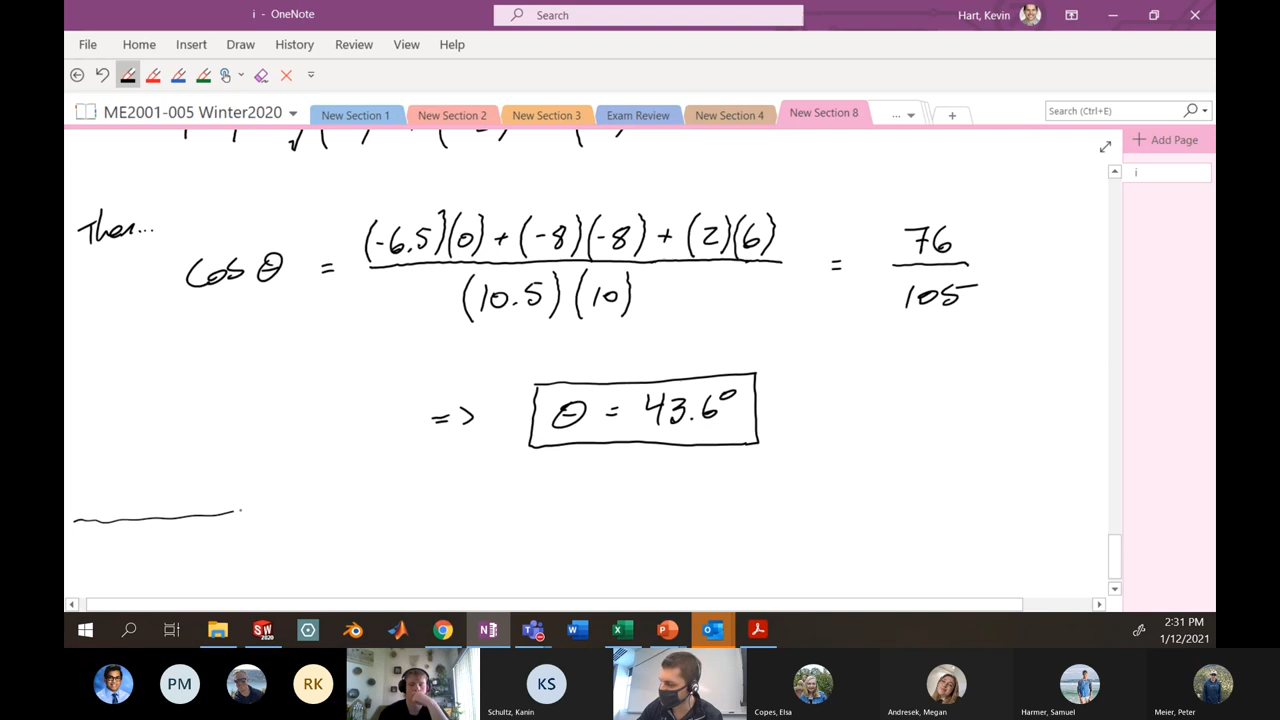 i - OneNote
Search
Hart, Kevin
File Home Insert Draw History Review View Help
ME2001-005 Winter2020
New Section 1
New Section 2
New Section 3
Exam Review
New Section 4
New Section 8
...
+
Search (Ctrl+E)
+ Add Page
i
Then...
cos θ = (-6.5)(0) + (-8)(-8) + (2)(6) / (10.5)(10) = 76 / 105
=> θ = 43.6°
SW
2020
2:31 PM
1/12/2021
PM
RK
KS
Schultz, Kanin
Copes, Elsa
Andresek, Megan
Harmer, Samuel
Meier, Peter